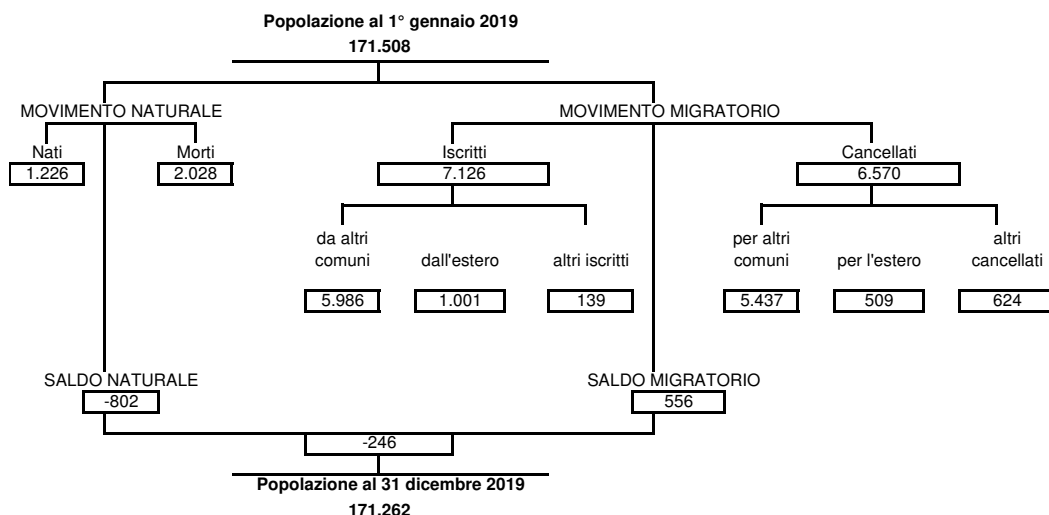 Popolazione al 1° gennaio 2019
171.508
MOVIMENTO NATURALE
MOVIMENTO MIGRATORIO
Nati
Morti
Iscritti
Cancellati
1.226
2.028
7.126
6.570
da altri
comuni
dall'estero
altri iscritti
per altri
comuni
per l'estero
altri
cancellati
5.986
1.001
139
5.437
509
624
SALDO NATURALE
SALDO MIGRATORIO
-802
556
-246
Popolazione al 31 dicembre 2019
171.262